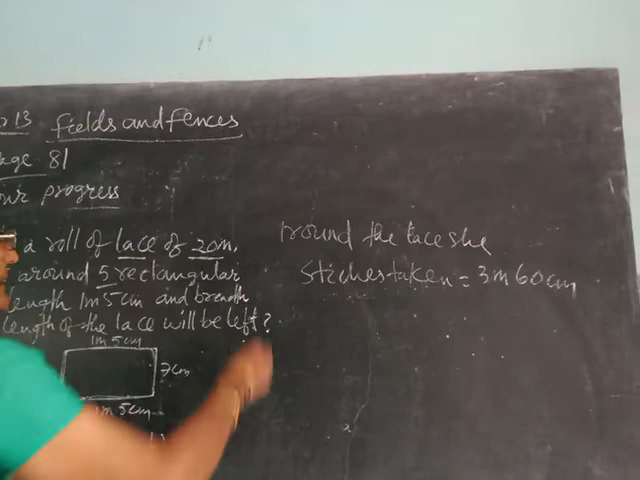 13 Fields and Fences
age 81
our progress
a roll of lace of 20m,
around 5 rectangular
length 1m 5cm and breadth
length of the lace will be left?
1m 5cm
1m 5cm
round the lace she
stiches taken = 3m 60cm